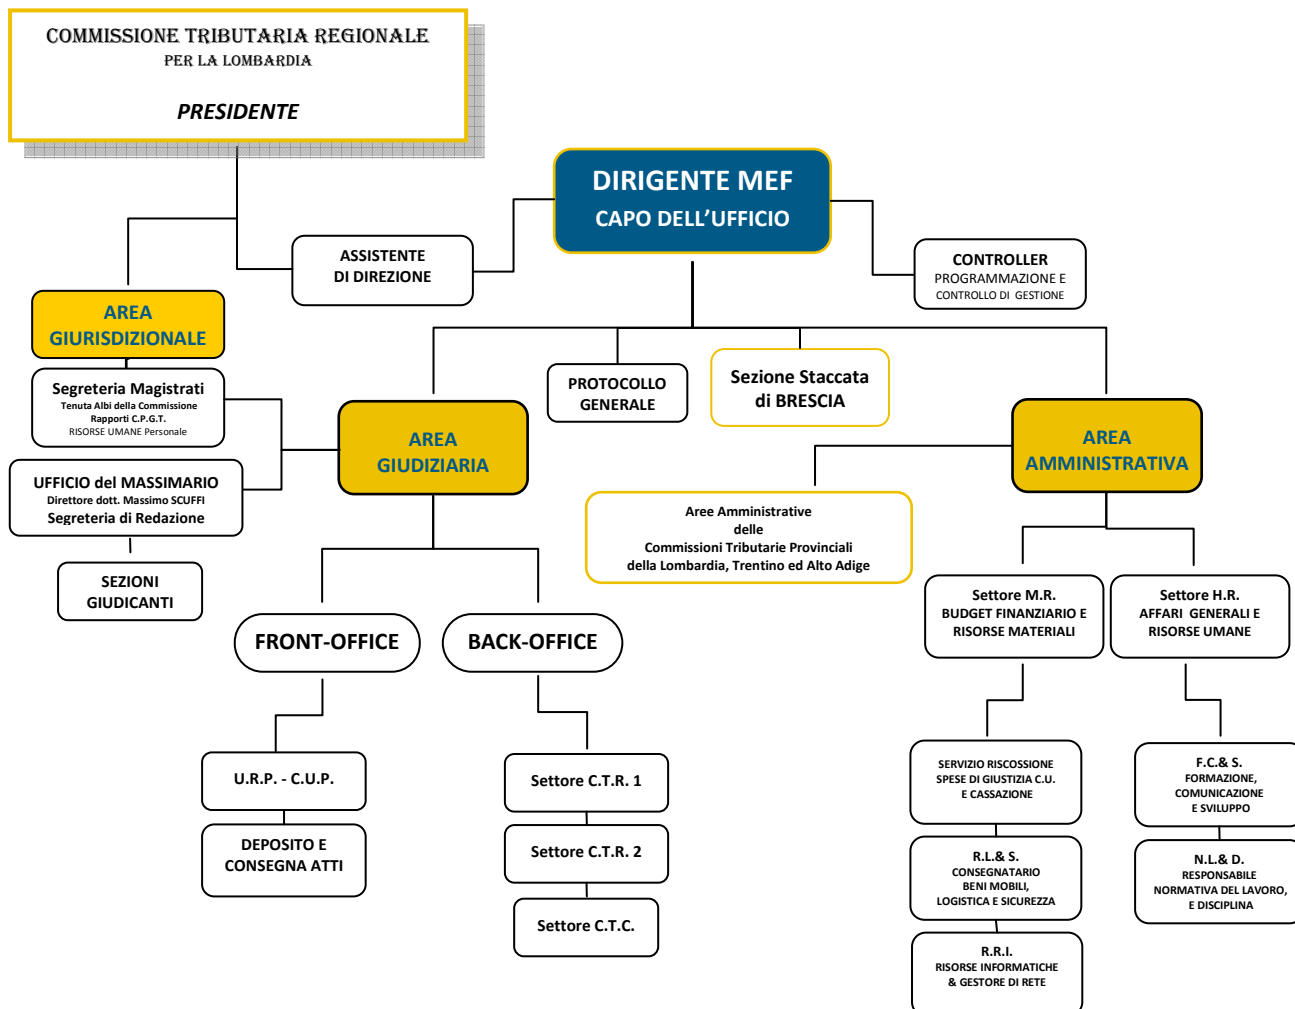 COMMISSIONE TRIBUTARIA REGIONALE
PER LA LOMBARDIA
PRESIDENTE
DIRIGENTE MEF
CAPO DELL'UFFICIO
ASSISTENTE
DI DIREZIONE
CONTROLLER
PROGRAMMAZIONE E
CONTROLLO DI GESTIONE
AREA
GIURISDIZIONALE
Segreteria Magistrati
Tenuta Albi della Commissione
Rapporti C.P.G.T.
RISORSE UMANE Personale
UFFICIO del MASSIMARIO
Direttore dott. Massimo SCUFFI
Segreteria di Redazione
SEZIONI
GIUDICANTI
AREA
GIUDIZIARIA
PROTOCOLLO
GENERALE
Sezione Staccata
di BRESCIA
AREA
AMMINISTRATIVA
Aree Amministrative
delle
Commissioni Tributarie Provinciali
della Lombardia, Trentino ed Alto Adige
FRONT-OFFICE
BACK-OFFICE
U.R.P. - C.U.P.
DEPOSITO E
CONSEGNA ATTI
Settore C.T.R. 1
Settore C.T.R. 2
Settore C.T.C.
Settore M.R.
BUDGET FINANZIARIO E
RISORSE MATERIALI
Settore H.R.
AFFARI GENERALI E
RISORSE UMANE
SERVIZIO RISCOSSIONE
SPESE DI GIUSTIZIA C.U.
E CASSAZIONE
R.L.& S.
CONSEGNATARIO
BENI MOBILI,
LOGISTICA E SICUREZZA
R.R.I.
RISORSE INFORMATICHE
& GESTORE DI RETE
F.C.& S.
FORMAZIONE,
COMUNICAZIONE
E SVILUPPO
N.L.& D.
RESPONSABILE
NORMATIVA DEL LAVORO,
E DISCIPLINA